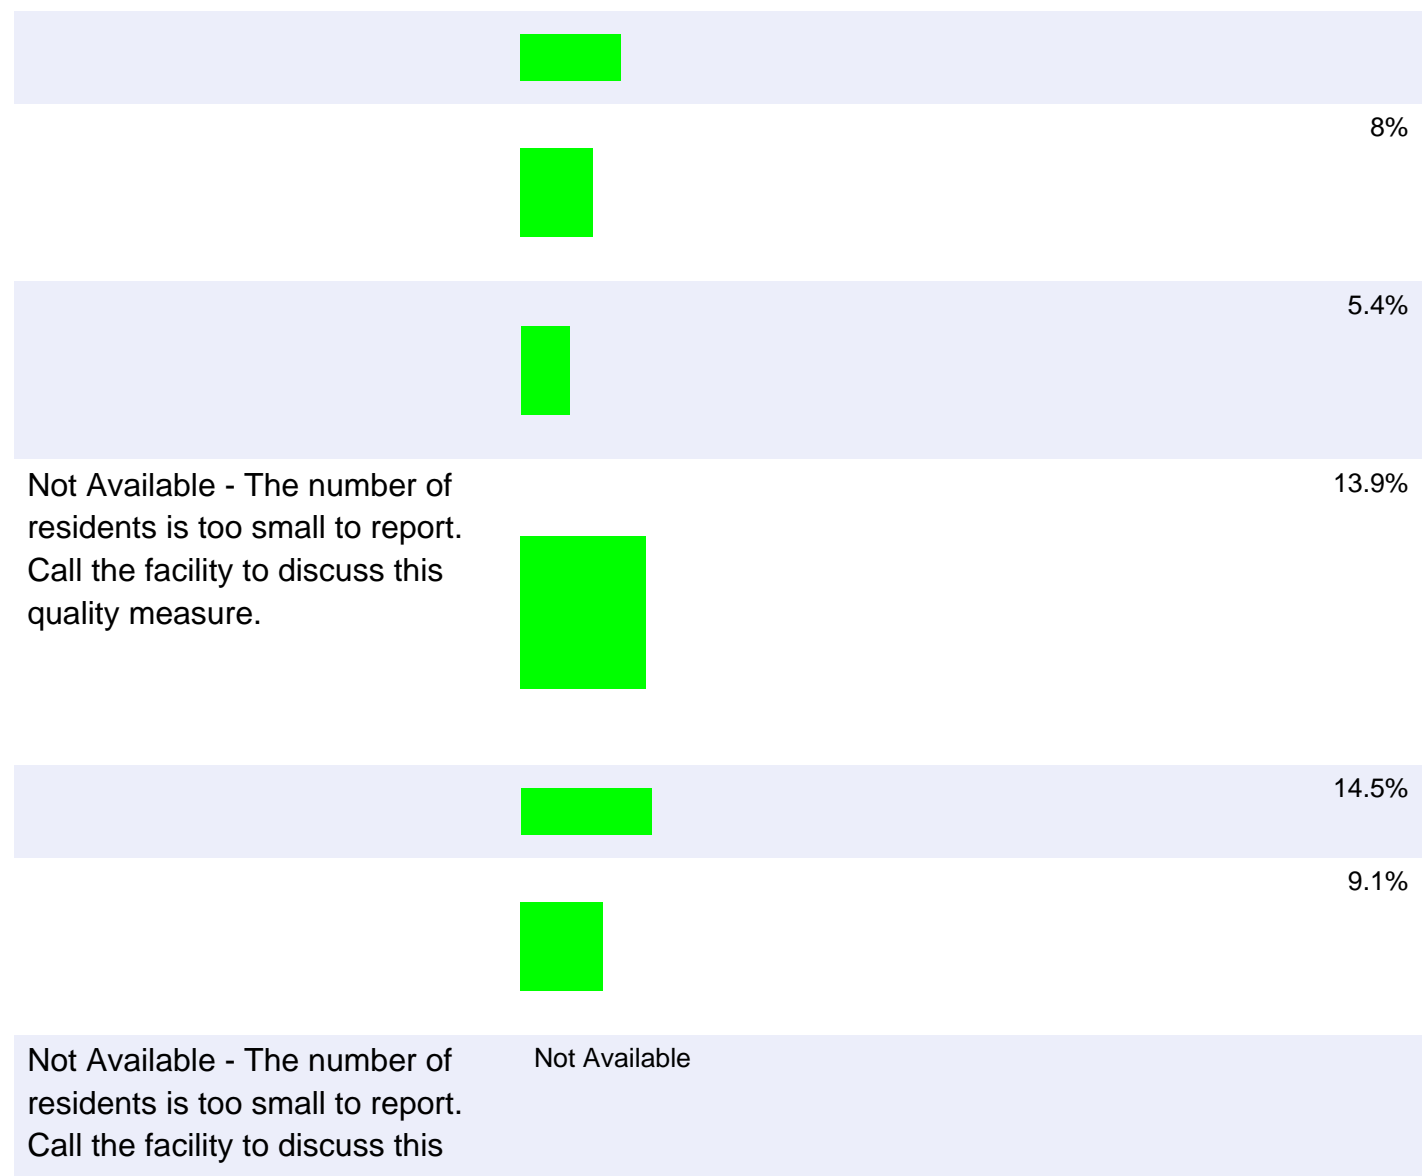 8%
5.4%
Not Available - The number of
13.9%
residents is too small to report.
Call the facility to discuss this
quality measure.
14.5%
9.1%
Not Available - The number of
Not Available
residents is too small to report.
Call the facility to discuss this